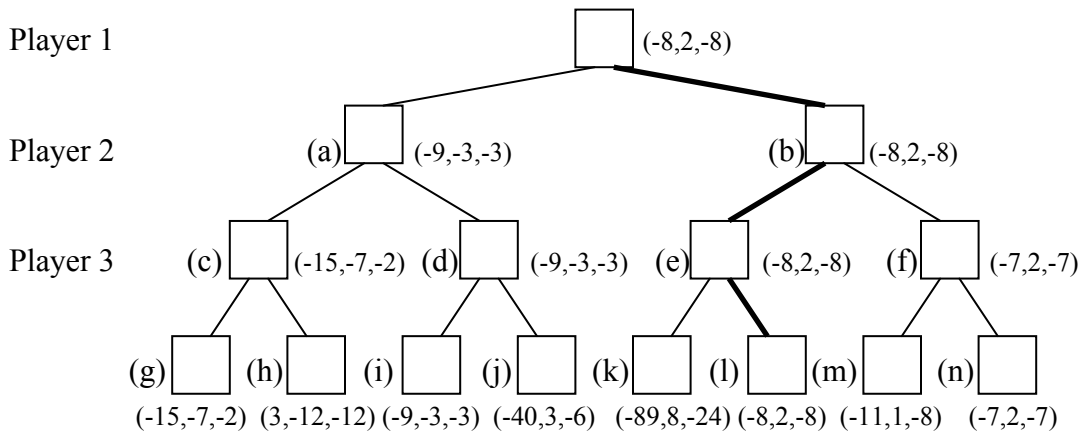 Player 1 (-8,2,-8)
Player 2 (a) (-9,-3,-3) (b) (-8,2,-8)
Player 3 (c) (-15,-7,-2) (d) (-9,-3,-3) (e) (-8,2,-8) (f) (-7,2,-7)
(g) (h) (i) (j) (k) (l) (m) (n)
(-15,-7,-2) (3,-12,-12) (-9,-3,-3) (-40,3,-6) (-89,8,-24) (-8,2,-8) (-11,1,-8) (-7,2,-7)